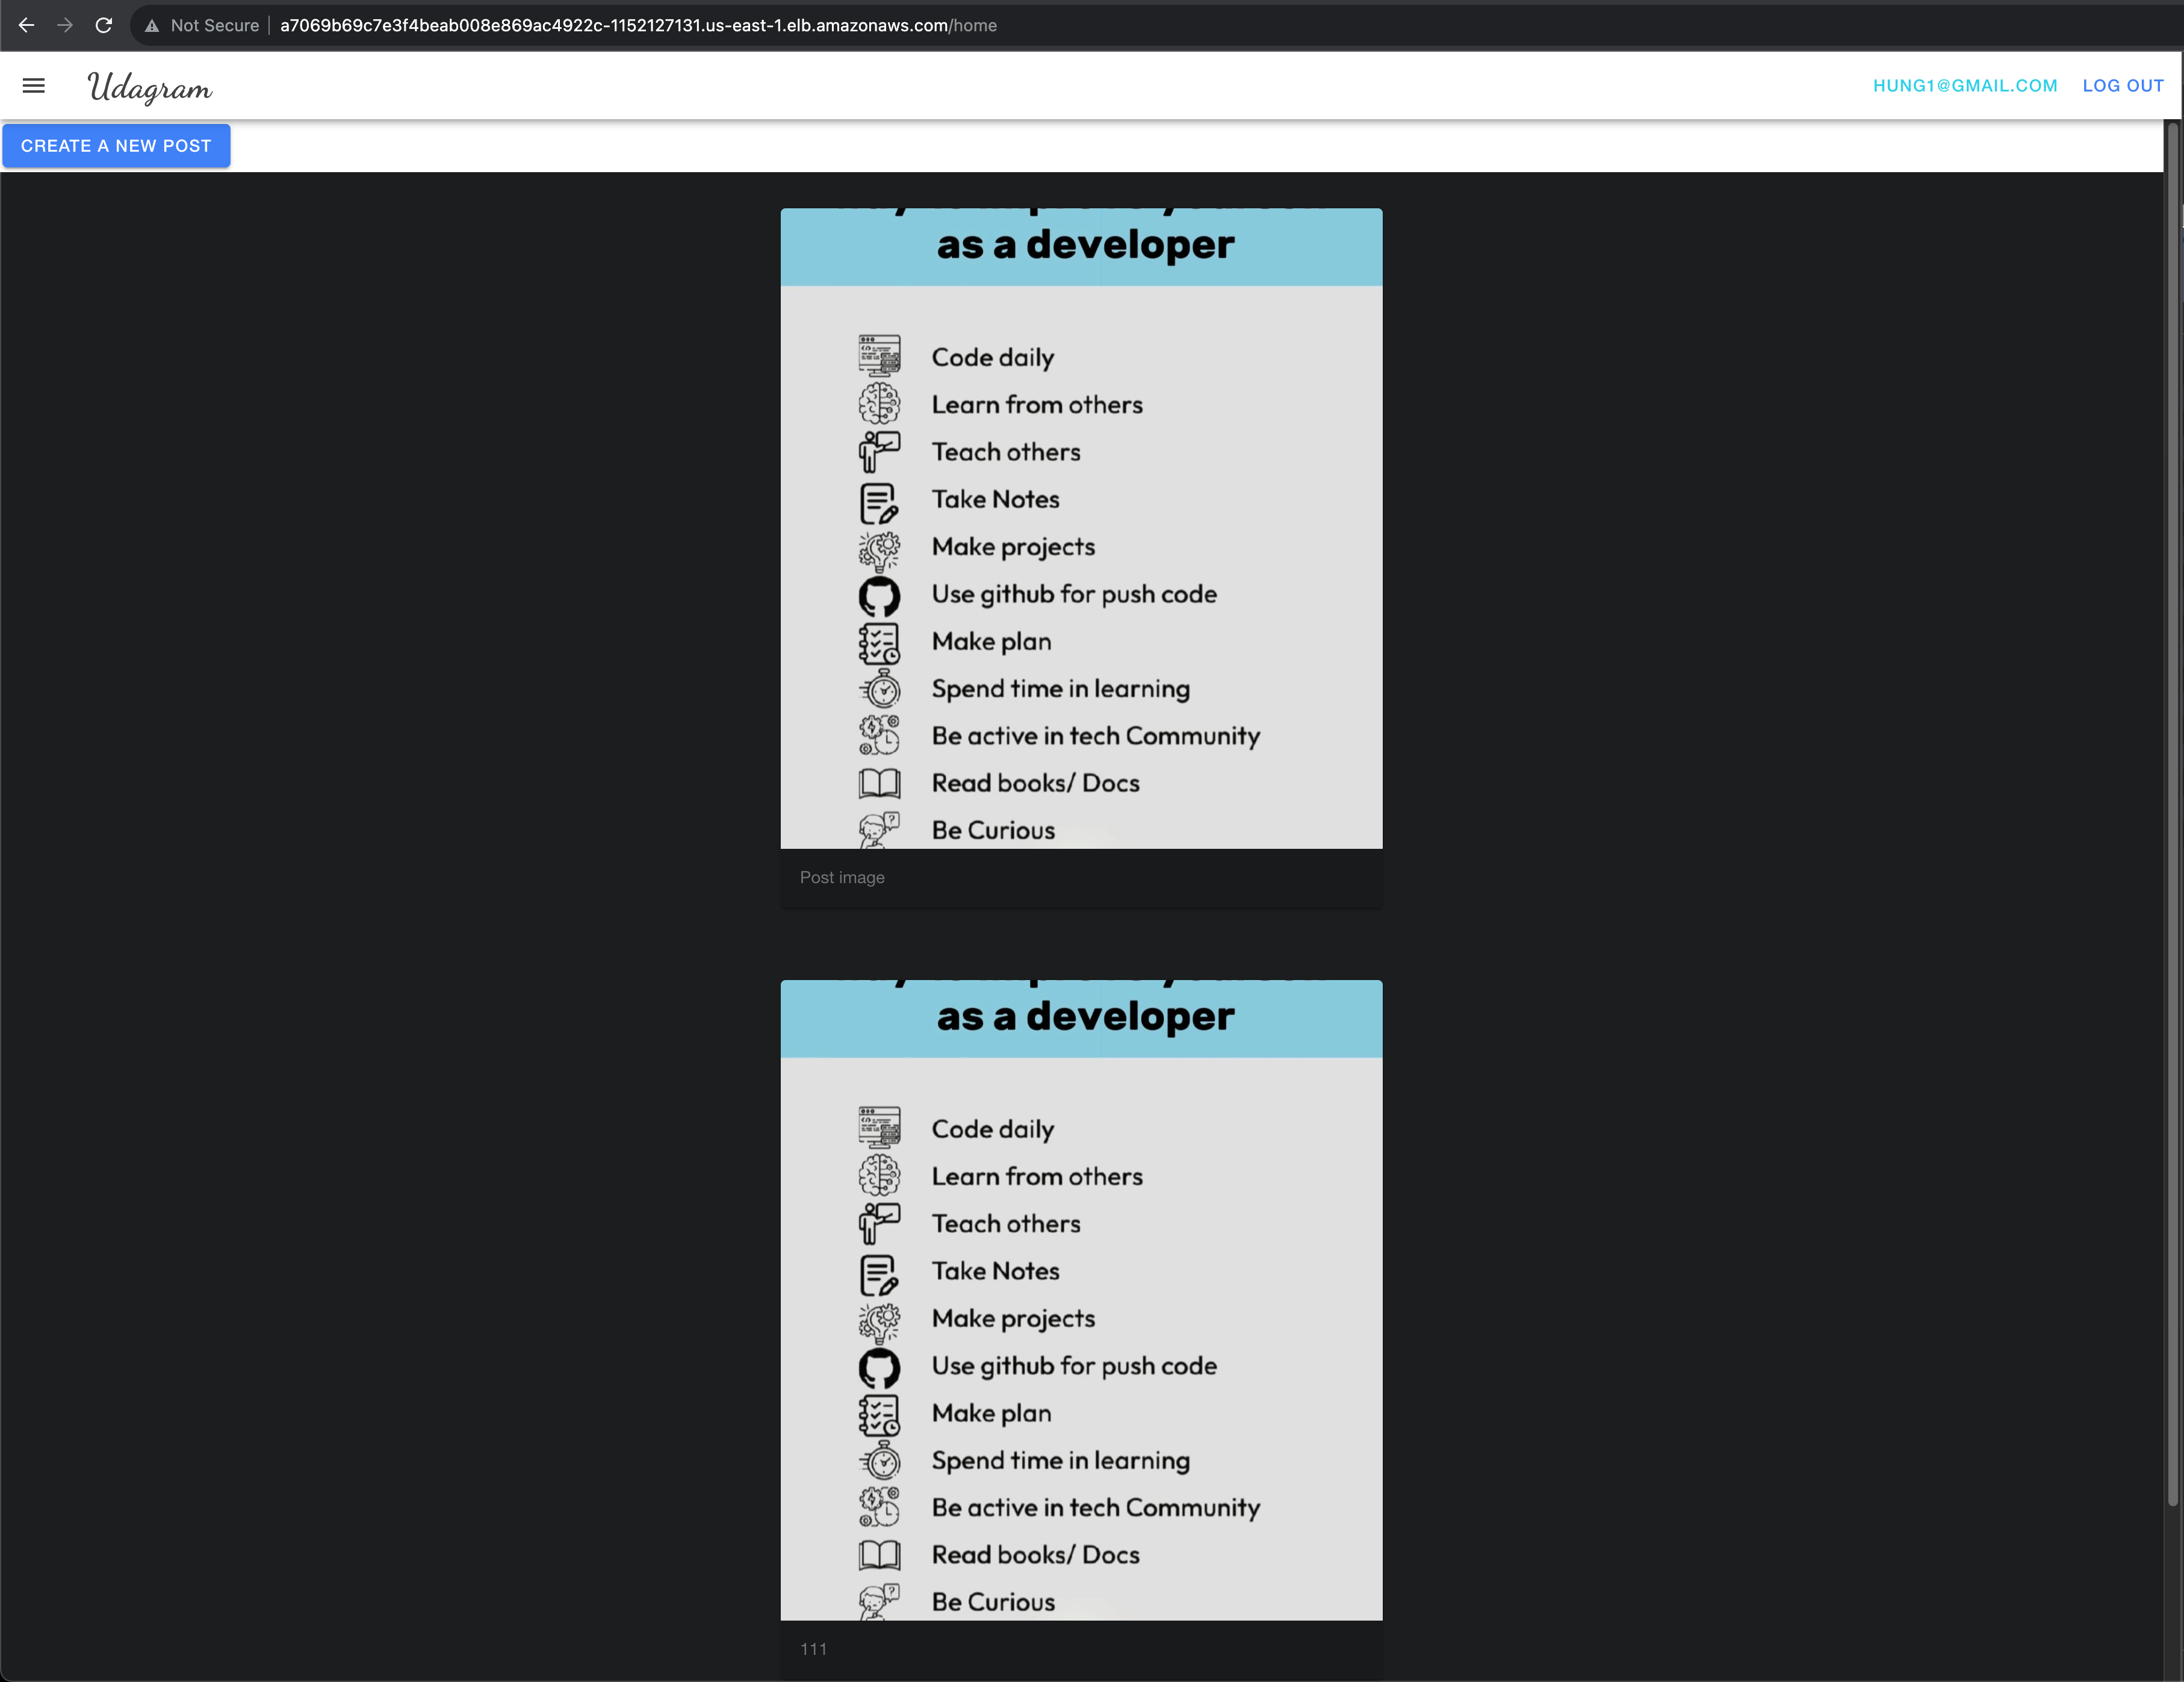 Not Secure | a7069b69c7e3f4beab008e869ac4922c-1152127131.us-east-1.elb.amazonaws.com/home
Udagram
HUNG1@GMAIL.COM LOG OUT
CREATE A NEW POST
as a developer
Code daily
Learn from others
Teach others
Take Notes
Make projects
Use github for push code
Make plan
Spend time in learning
Be active in tech Community
Read books/ Docs
Be Curious
Post image
as a developer
Code daily
Learn from others
Teach others
Take Notes
Make projects
Use github for push code
Make plan
Spend time in learning
Be active in tech Community
Read books/ Docs
Be Curious
111